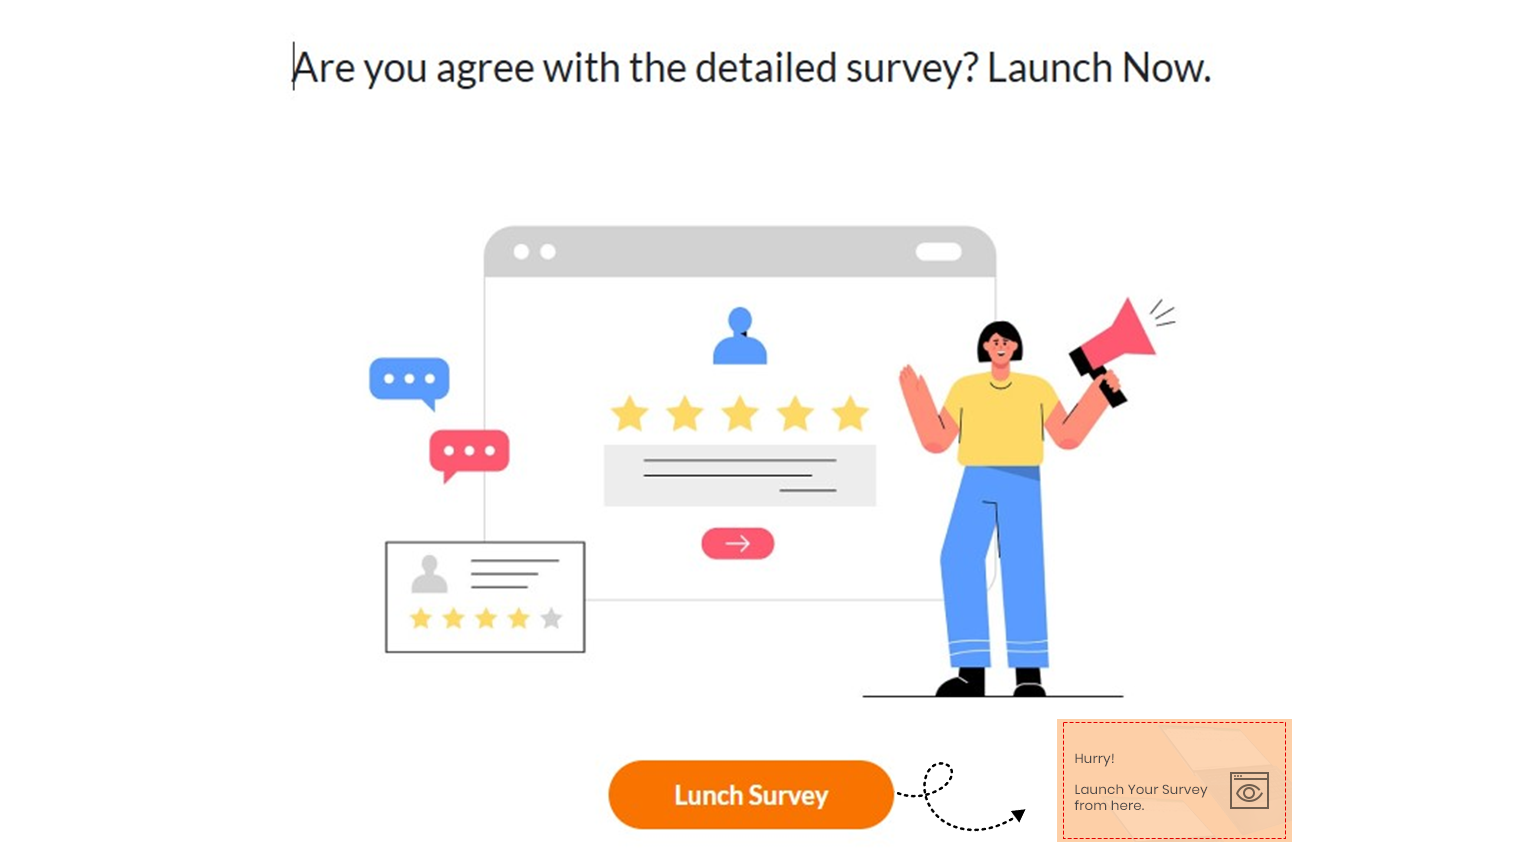 Are you agree with the detailed survey? Launch Now.
Lunch Survey
Hurry!
Launch Your Survey
from here.